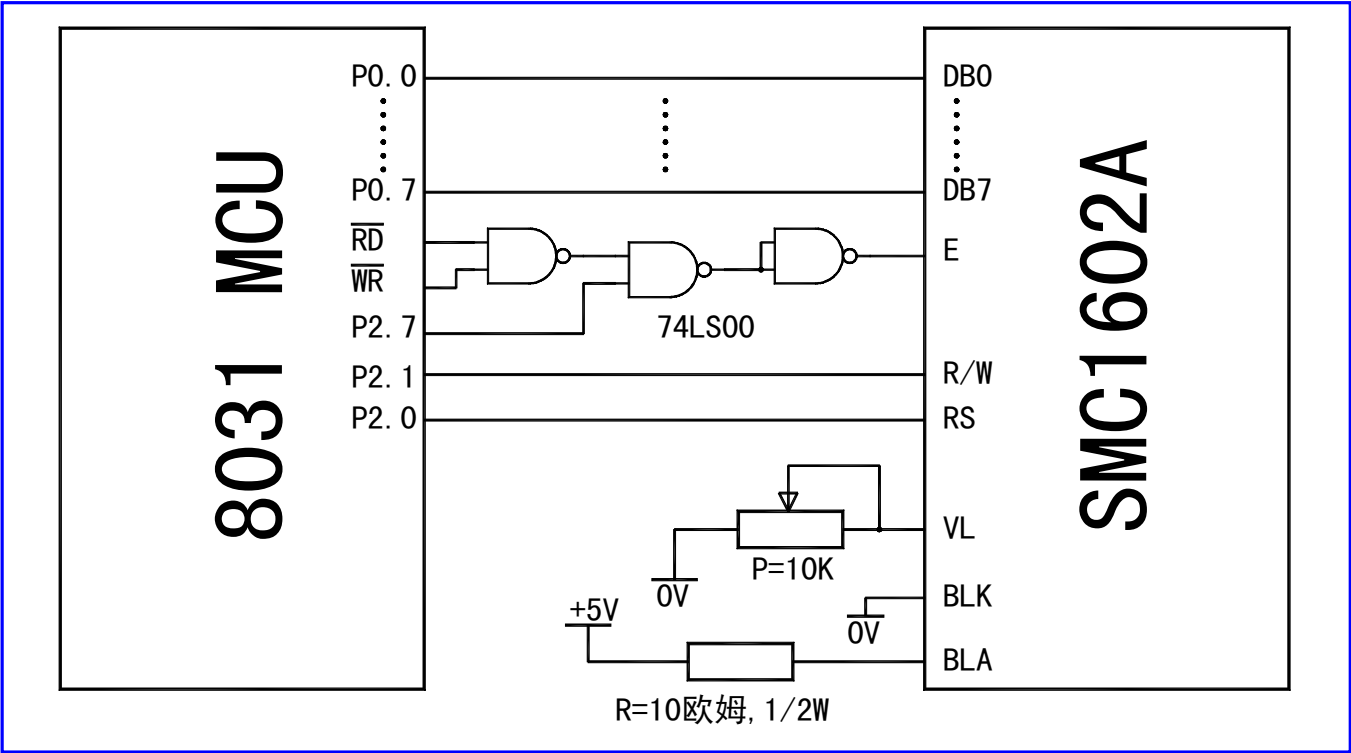 8031 MCU
P0.0
P0.7
RD
WR
P2.7
P2.1
P2.0
74LS00
SMC1602A
DB0
DB7
E
R/W
RS
VL
BLK
BLA
P=10K
0V
0V
+5V
R=10欧姆,1/2W